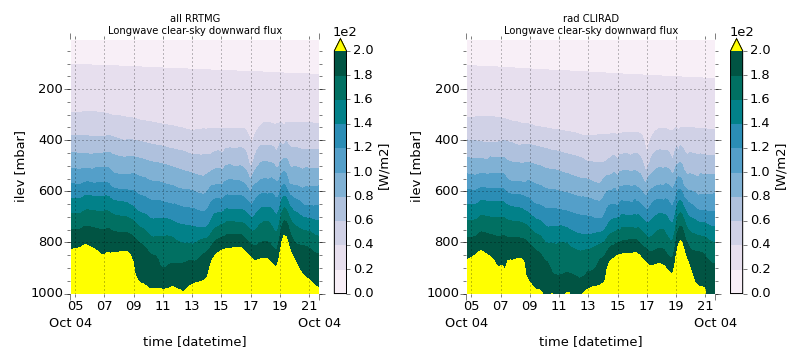 all RRTMG
Longwave clear-sky downward flux
1e2
2.0
1.8
1.6
1.4
1.2
1.0
0.8
0.6
0.4
0.2
0.0
[W/m2]
ilev [mbar]
200
400
600
800
1000
05 07 09 11 13 15 17 19 21
Oct 04 Oct 04
time [datetime]
rad CLIRAD
Longwave clear-sky downward flux
1e2
2.0
1.8
1.6
1.4
1.2
1.0
0.8
0.6
0.4
0.2
0.0
[W/m2]
ilev [mbar]
200
400
600
800
1000
05 07 09 11 13 15 17 19 21
Oct 04 Oct 04
time [datetime]